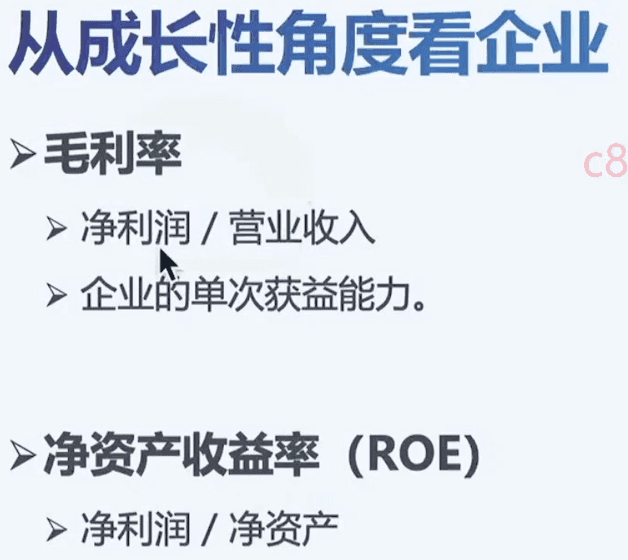 从成长性角度看企业
毛利率
c8
净利润 / 营业收入
企业的单次获益能力。
净资产收益率（ROE）
净利润 / 净资产